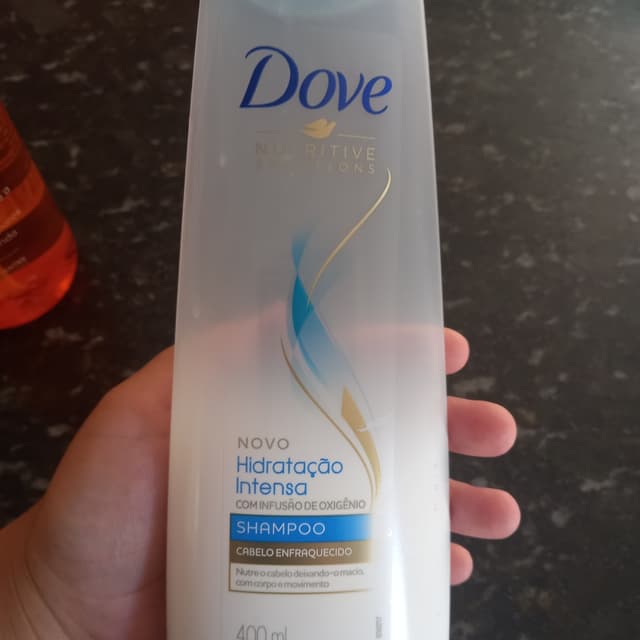 Dove
NUTRITIVE
SOLUTIONS
NOVO
Hidratação
Intensa
COM INFUSÃO DE OXIGÊNIO
SHAMPOO
CABELO ENFRAQUECIDO
Nutre o cabelo deixando-o macio,
com corpo e movimento
400 ml